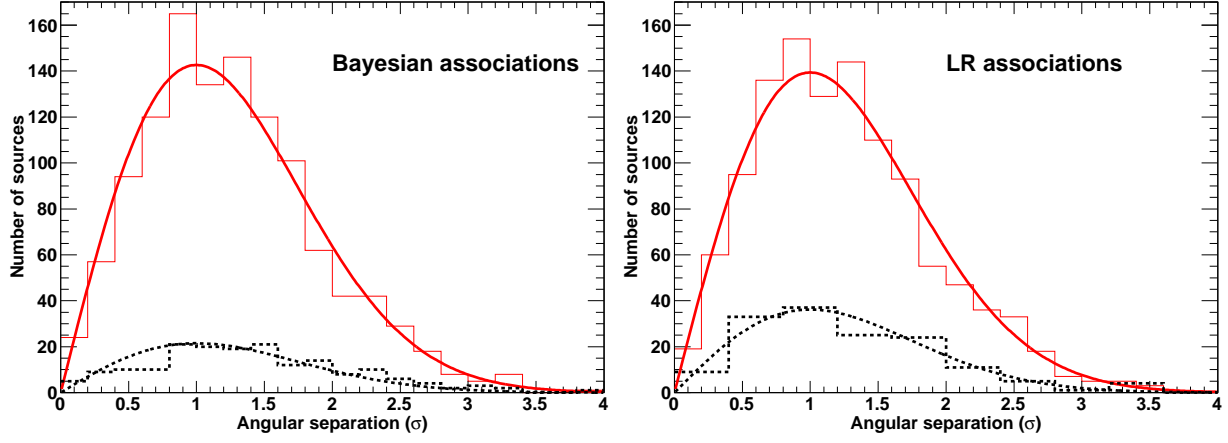 Bayesian associations
Number of sources
160
140
120
100
80
60
40
20
0
0 0.5 1 1.5 2 2.5 3 3.5 4
Angular separation (σ)
LR associations
Number of sources
160
140
120
100
80
60
40
20
0
0 0.5 1 1.5 2 2.5 3 3.5 4
Angular separation (σ)